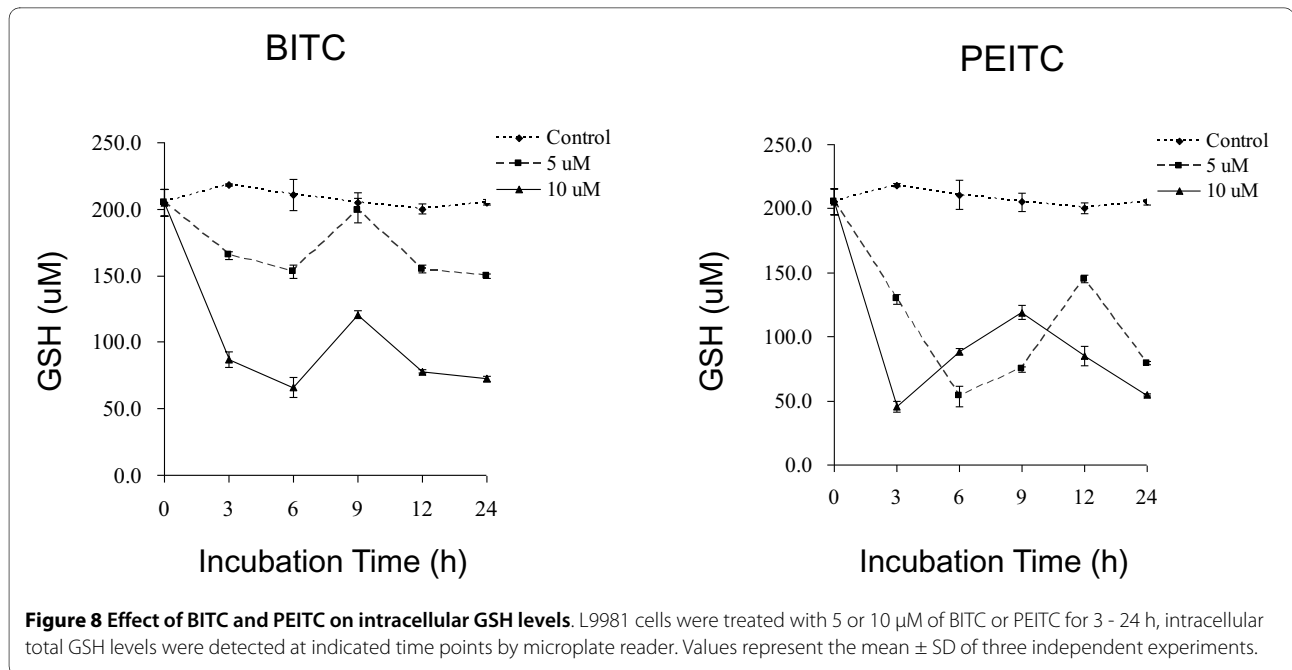 BITC
PEITC
250.0
200.0
150.0
100.0
50.0
0.0
GSH (uM)
0 3 6 9 12 24
Incubation Time (h)
Control
5 uM
10 uM
250.0
200.0
150.0
100.0
50.0
0.0
GSH (uM)
0 3 6 9 12 24
Incubation Time (h)
Control
5 uM
10 uM
Figure 8 Effect of BITC and PEITC on intracellular GSH levels. L9981 cells were treated with 5 or 10 μM of BITC or PEITC for 3 - 24 h, intracellular
total GSH levels were detected at indicated time points by microplate reader. Values represent the mean ± SD of three independent experiments.